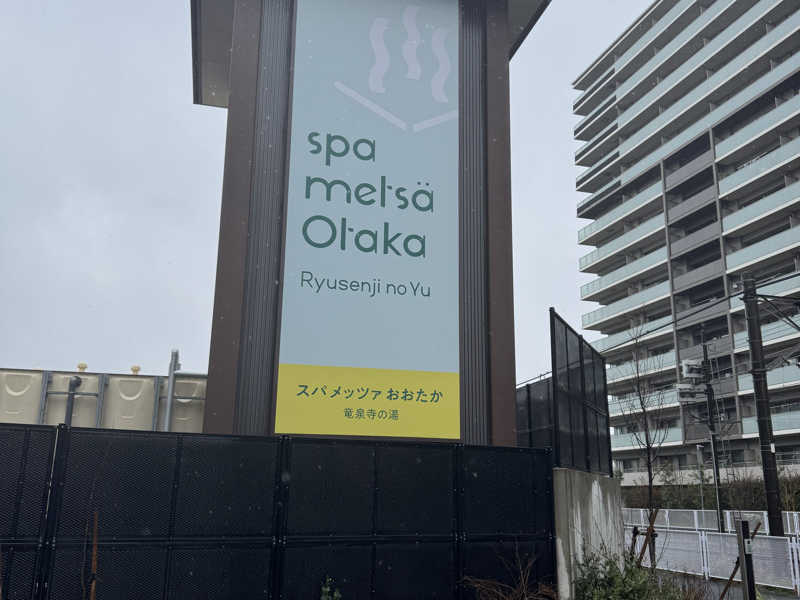 spa
metsä
Otaka
Ryusenji no Yu
スパメッツァ おおたか
竜泉寺の湯